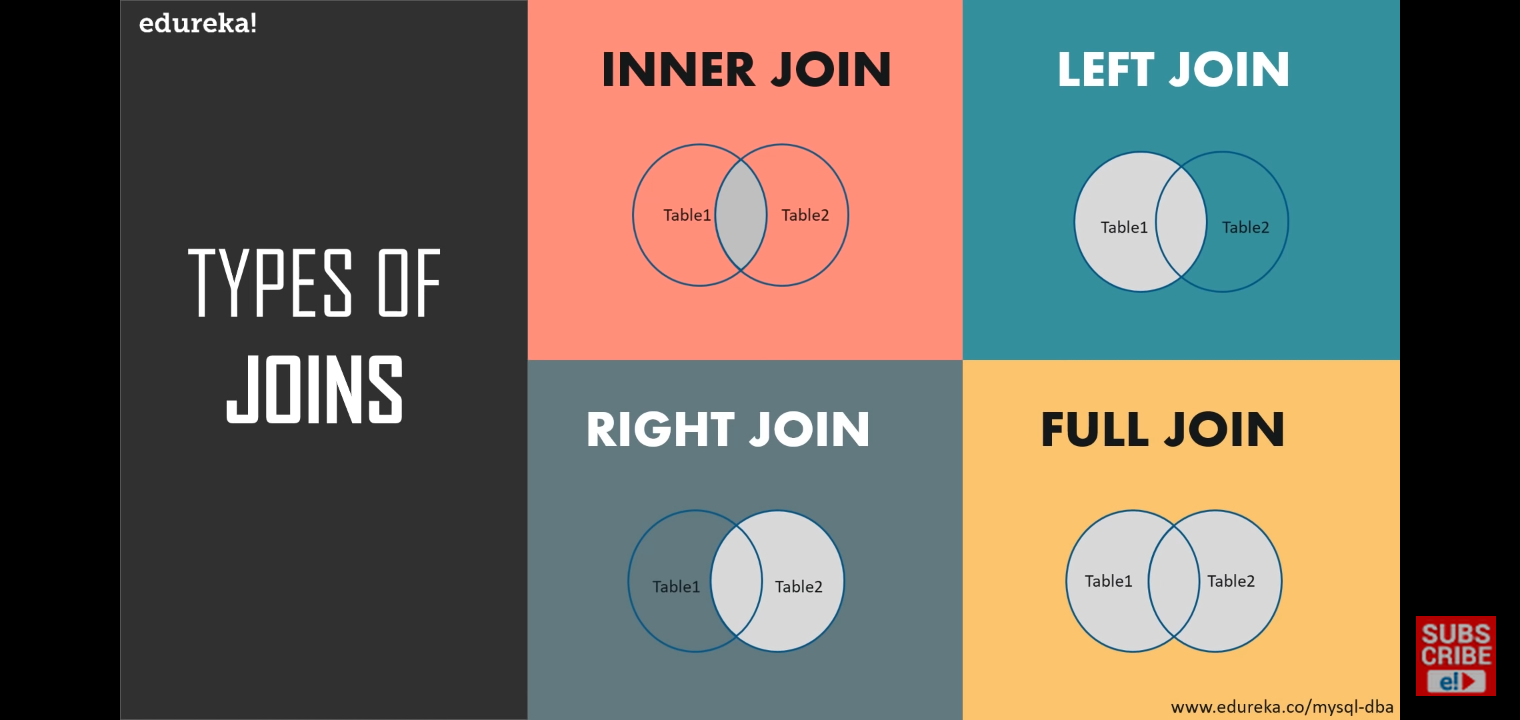 edureka!
TYPES OF
JOINS
INNER JOIN
Table1
Table2
LEFT JOIN
Table1
Table2
RIGHT JOIN
Table1
Table2
FULL JOIN
Table1
Table2
www.edureka.co/mysql-dba
SUBS
CRIBE
e!